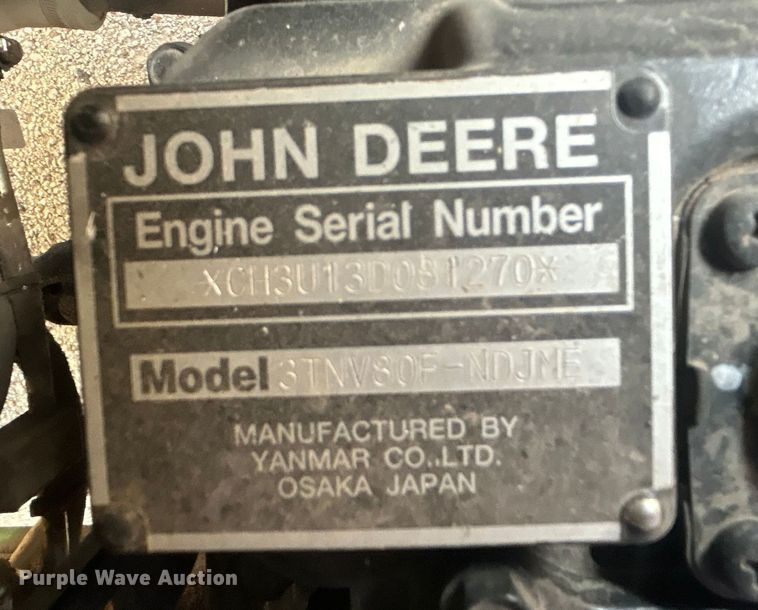 JOHN DEERE
Engine Serial Number
*CH3U13D051270*
Model 3TNV80F-NDJME
MANUFACTURED BY
YANMAR CO.,LTD.
OSAKA JAPAN
Purple Wave Auction